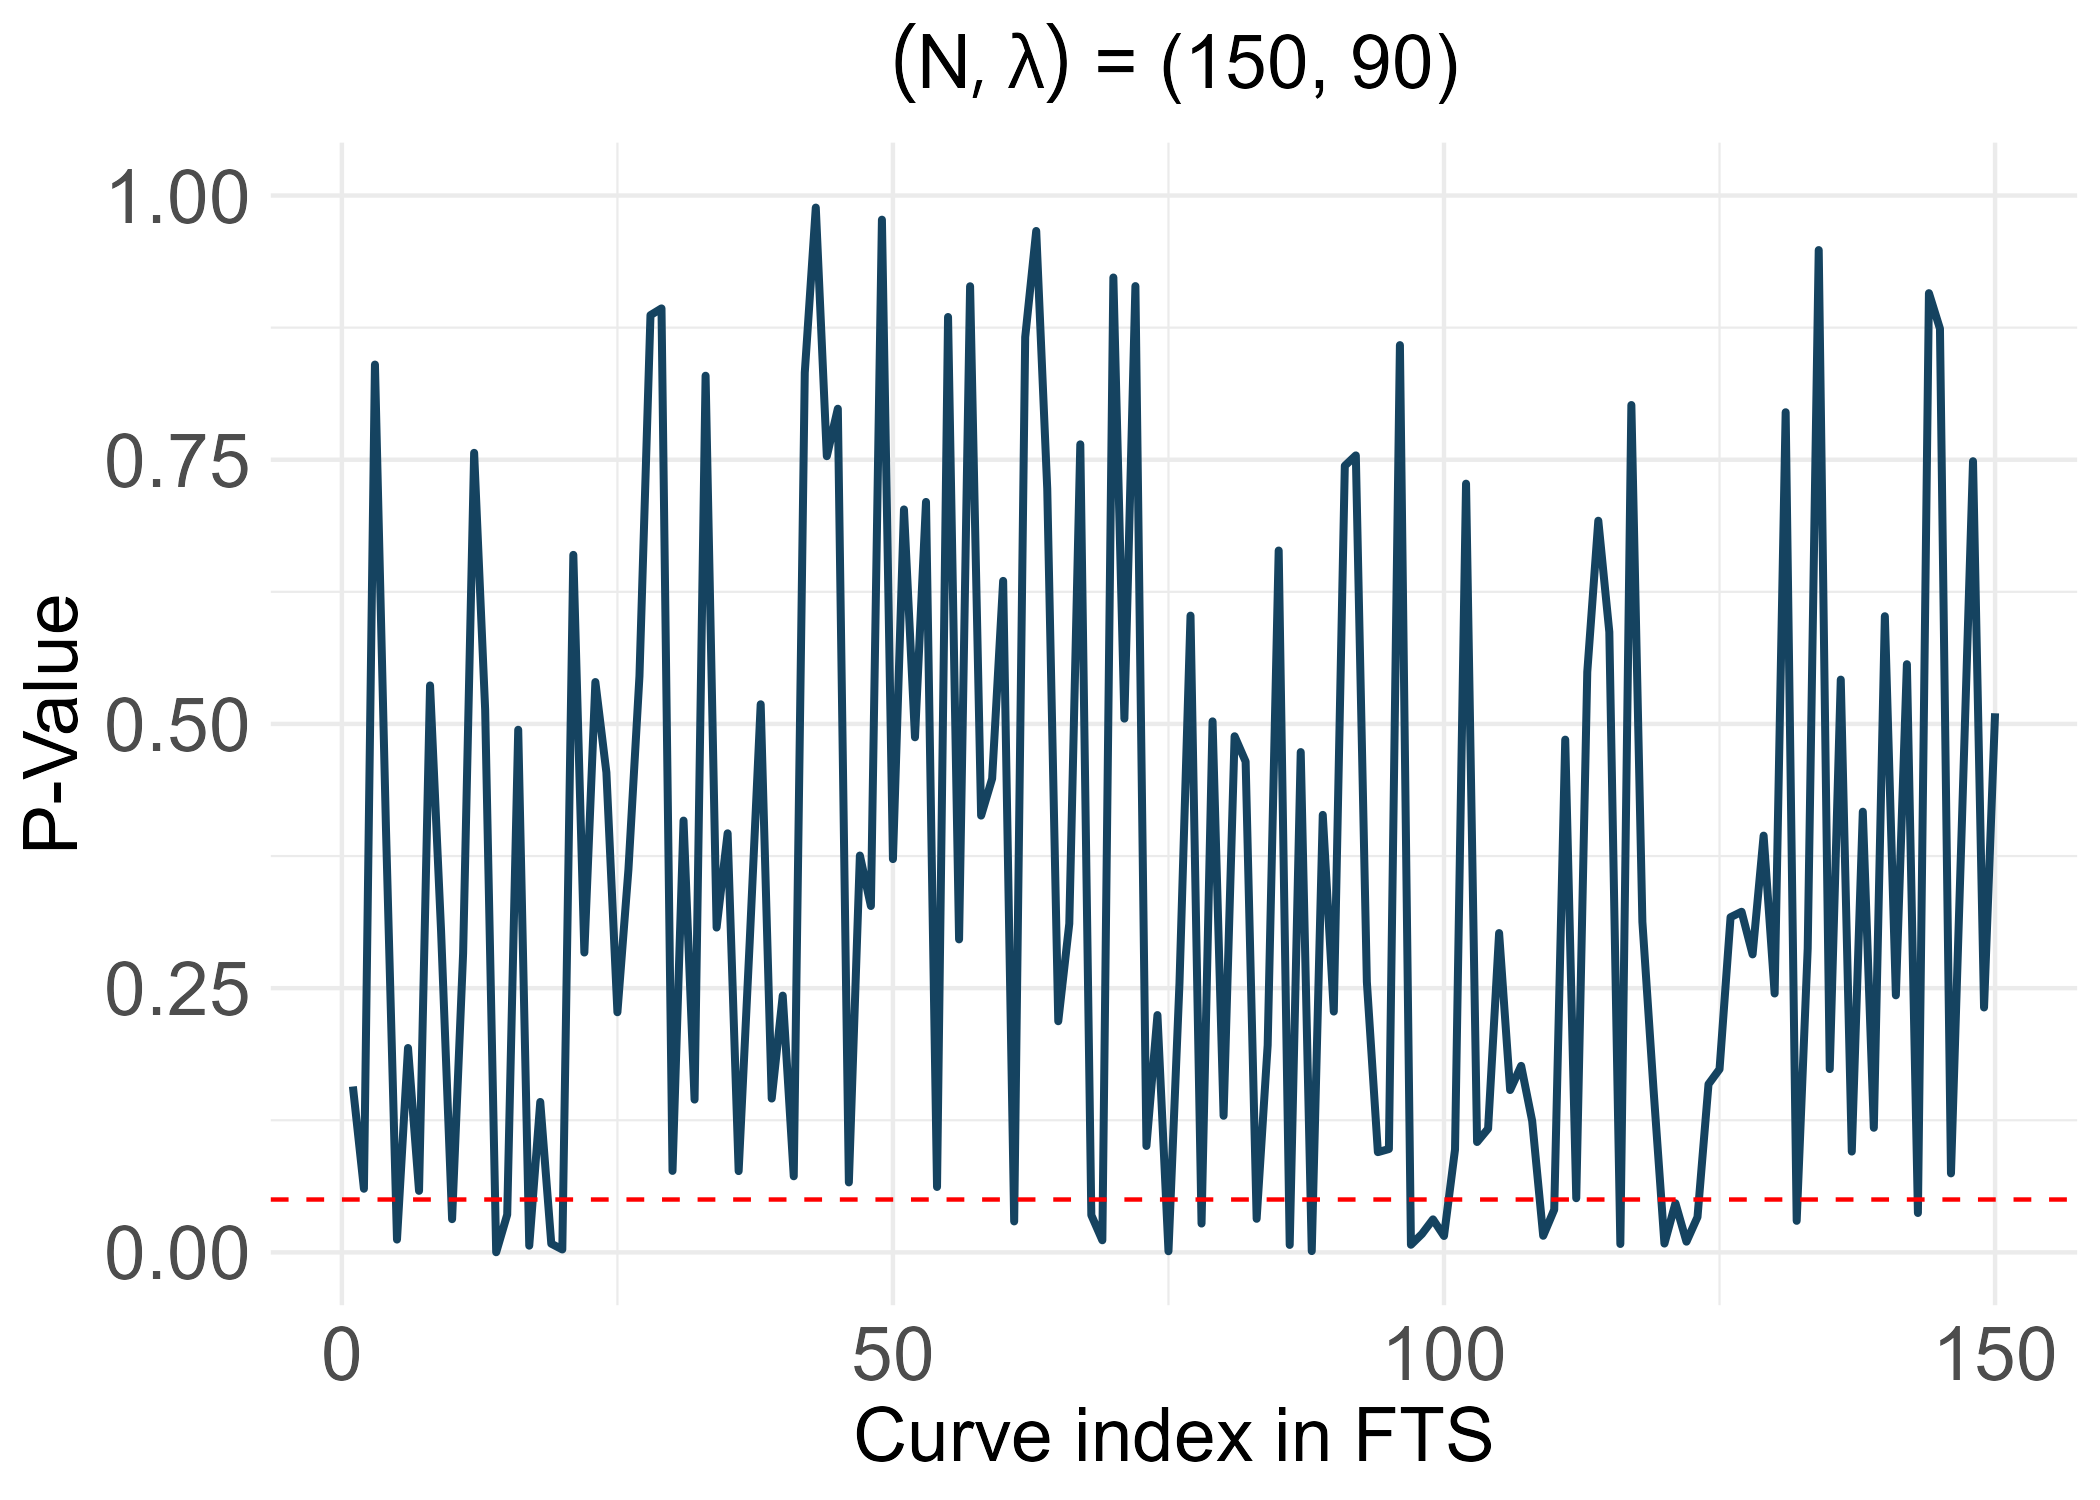 (N, λ) = (150, 90)
1.00
0.75
0.50
0.25
0.00
P-Value
0 50 100 150
Curve index in FTS